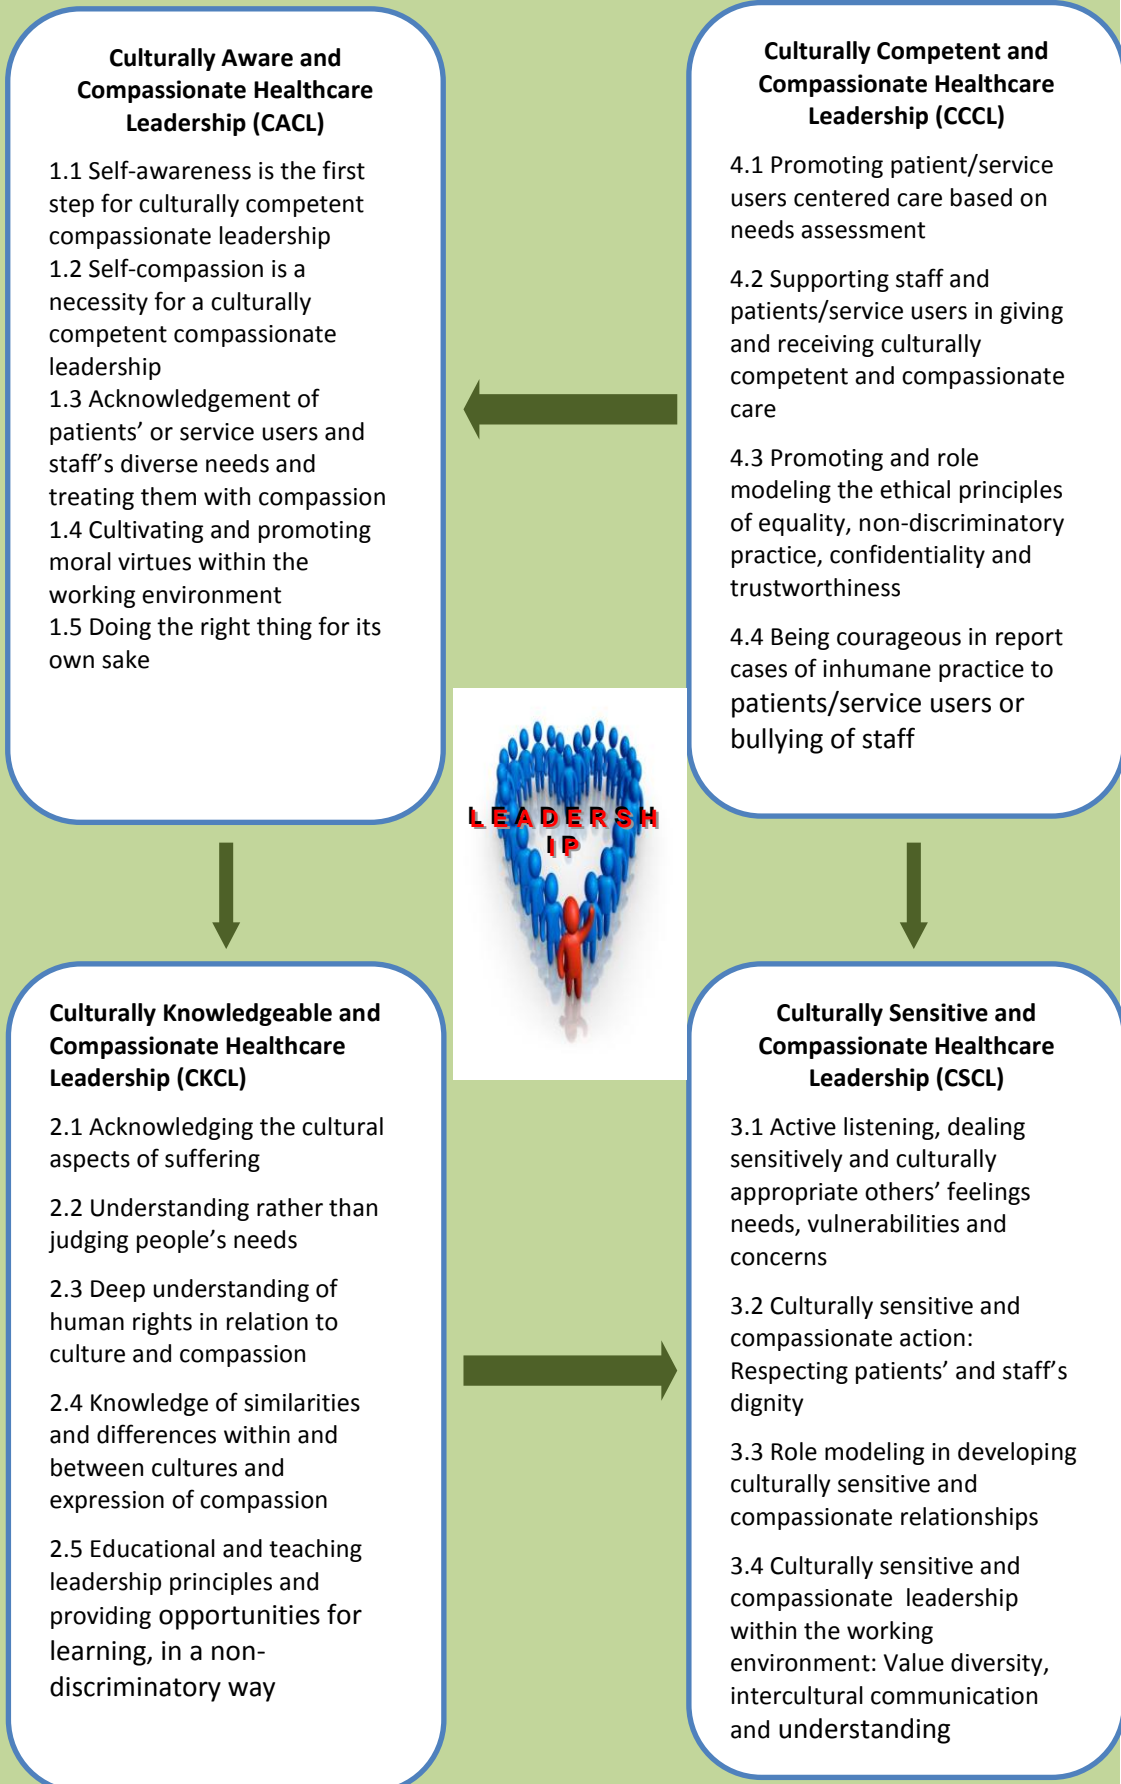 Culturally Aware and
Compassionate Healthcare
Leadership (CACL)
1.1 Self-awareness is the first
step for culturally competent
compassionate leadership
1.2 Self-compassion is a
necessity for a culturally
competent compassionate
leadership
1.3 Acknowledgement of
patients’ or service users and
staff’s diverse needs and
treating them with compassion
1.4 Cultivating and promoting
moral virtues within the
working environment
1.5 Doing the right thing for its
own sake
Culturally Competent and
Compassionate Healthcare
Leadership (CCCL)
4.1 Promoting patient/service
users centered care based on
needs assessment
4.2 Supporting staff and
patients/service users in giving
and receiving culturally
competent and compassionate
care
4.3 Promoting and role
modeling the ethical principles
of equality, non-discriminatory
practice, confidentiality and
trustworthiness
4.4 Being courageous in report
cases of inhumane practice to
patients/service users or
bullying of staff
LEADERSH
IP
Culturally Knowledgeable and
Compassionate Healthcare
Leadership (CKCL)
2.1 Acknowledging the cultural
aspects of suffering
2.2 Understanding rather than
judging people’s needs
2.3 Deep understanding of
human rights in relation to
culture and compassion
2.4 Knowledge of similarities
and differences within and
between cultures and
expression of compassion
2.5 Educational and teaching
leadership principles and
providing opportunities for
learning, in a non-
discriminatory way
Culturally Sensitive and
Compassionate Healthcare
Leadership (CSCL)
3.1 Active listening, dealing
sensitively and culturally
appropriate others’ feelings
needs, vulnerabilities and
concerns
3.2 Culturally sensitive and
compassionate action:
Respecting patients’ and staff’s
dignity
3.3 Role modeling in developing
culturally sensitive and
compassionate relationships
3.4 Culturally sensitive and
compassionate leadership
within the working
environment: Value diversity,
intercultural communication
and understanding